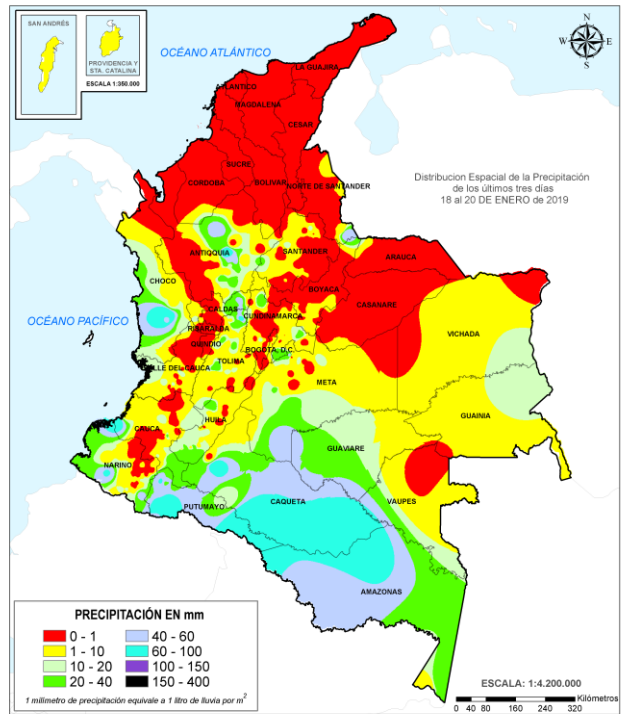 SAN ANDRÉS
PROVIDENCIA Y
STA. CATALINA
ESCALA 1:350.000
OCÉANO ATLÁNTICO
N
W
E
S
LA GUAJIRA
ATLANTICO
MAGDALENA
CESAR
SUCRE
CORDOBA
BOLIVAR
NORTE DE SANTANDER
Distribucion Espacial de la Precipitación
de los últimos tres días
18 al 20 DE ENERO de 2019
ANTIOQUIA
SANTANDER
ARAUCA
CHOCO
BOYACA
CASANARE
OCÉANO PACÍFICO
CALDAS
CUNDINAMARCA
RISARALDA
VICHADA
QUINDIO
BOGOTA, D.C.
TOLIMA
VALLE DEL CAUCA
META
GUAINIA
CAUCA
HUILA
GUAVIARE
NARIÑO
CAQUETA
VAUPES
PUTUMAYO
AMAZONAS
PRECIPITACIÓN EN mm
0 - 1
40 - 60
1 - 10
60 - 100
10 - 20
100 - 150
20 - 40
150 - 400
1 milimetro de precipitación equivale a 1 litro de lluvia por m2
ESCALA: 1:4.200.000
Kilómetros
0 40 80 160 240 320